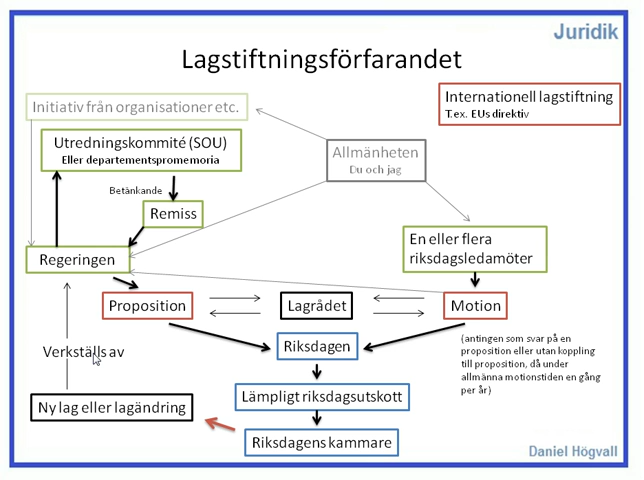 Juridik
Lagstiftningsförfarandet
Initiativ från organisationer etc.
Internationell lagstiftning
T.ex. EUs direktiv
Utredningskommité (SOU)
Eller departementspromemoria
Allmänheten
Du och jag
Betänkande
Remiss
Regeringen
En eller flera
riksdagsledamöter
Proposition
Lagrådet
Motion
Riksdagen
(antingen som svar på en
proposition eller utan koppling
till proposition, då under
allmänna motionstiden en gång
per år)
Verkställs av
Lämpligt riksdagsutskott
Ny lag eller lagändring
Riksdagens kammare
Daniel Högvall